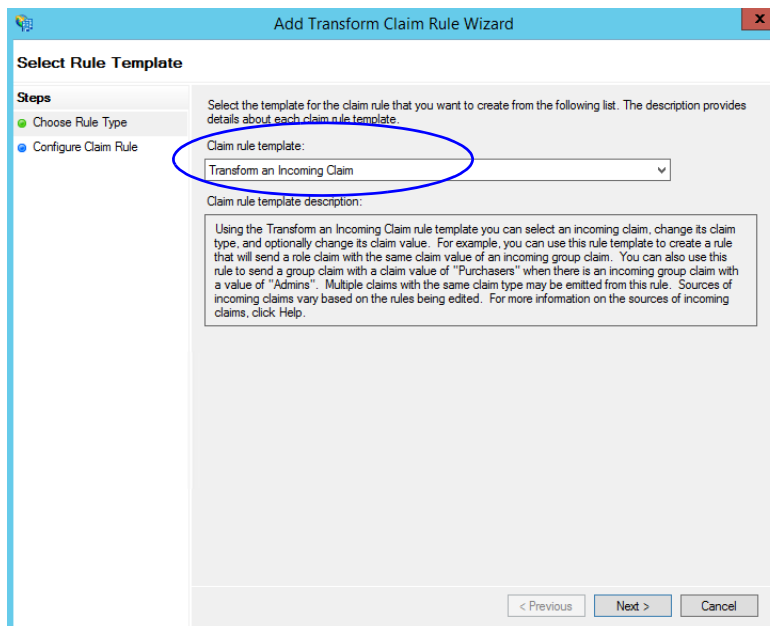 Add Transform Claim Rule Wizard
x
Select Rule Template
Steps
Choose Rule Type
Configure Claim Rule
Select the template for the claim rule that you want to create from the following list. The description provides
details about each claim rule template.
Claim rule template:
Transform an Incoming Claim
Claim rule template description:
Using the Transform an Incoming Claim rule template you can select an incoming claim, change its claim
type, and optionally change its claim value. For example, you can use this rule template to create a rule
that will send a role claim with the same claim value of an incoming group claim. You can also use this
rule to send a group claim with a claim value of "Purchasers" when there is an incoming group claim with
a value of "Admins". Multiple claims with the same claim type may be emitted from this rule. Sources of
incoming claims vary based on the rules being edited. For more information on the sources of incoming
claims, click Help.
< Previous
Next >
Cancel